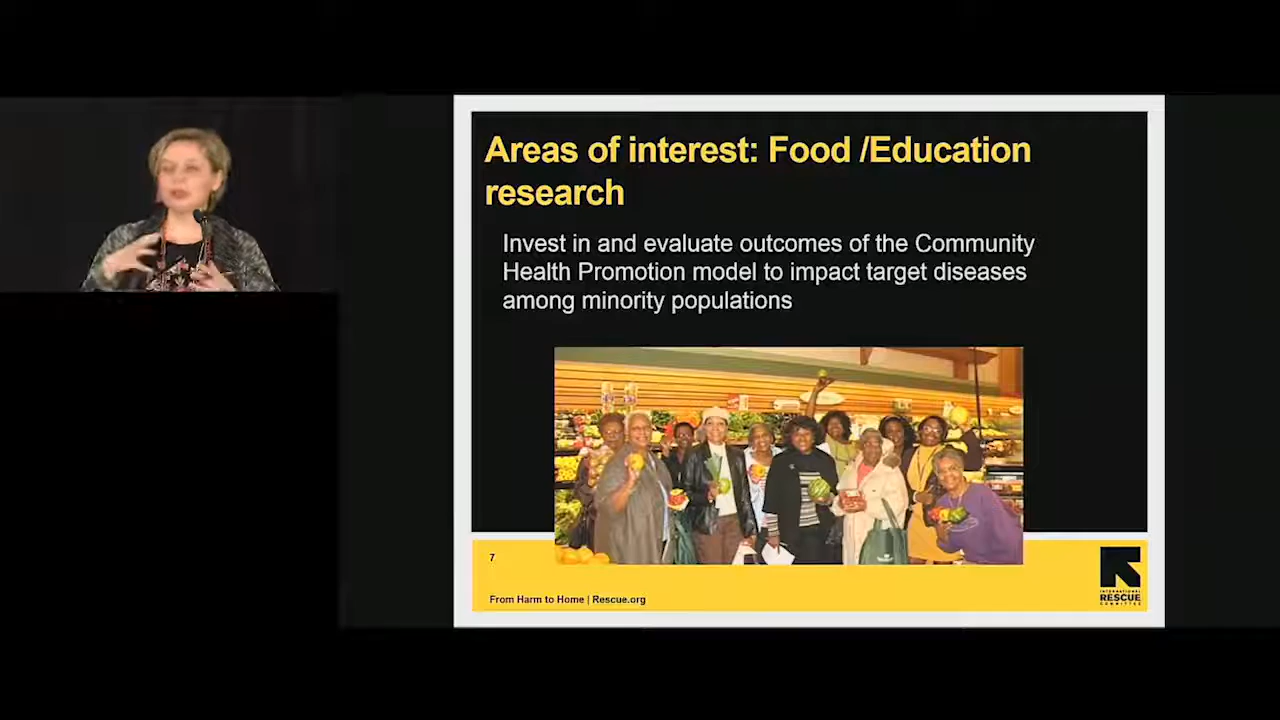 Areas of interest: Food /Education
research
Invest in and evaluate outcomes of the Community
Health Promotion model to impact target diseases
among minority populations
7
From Harm to Home | Rescue.org
INTERNATIONAL
RESCUE
COMMITTEE